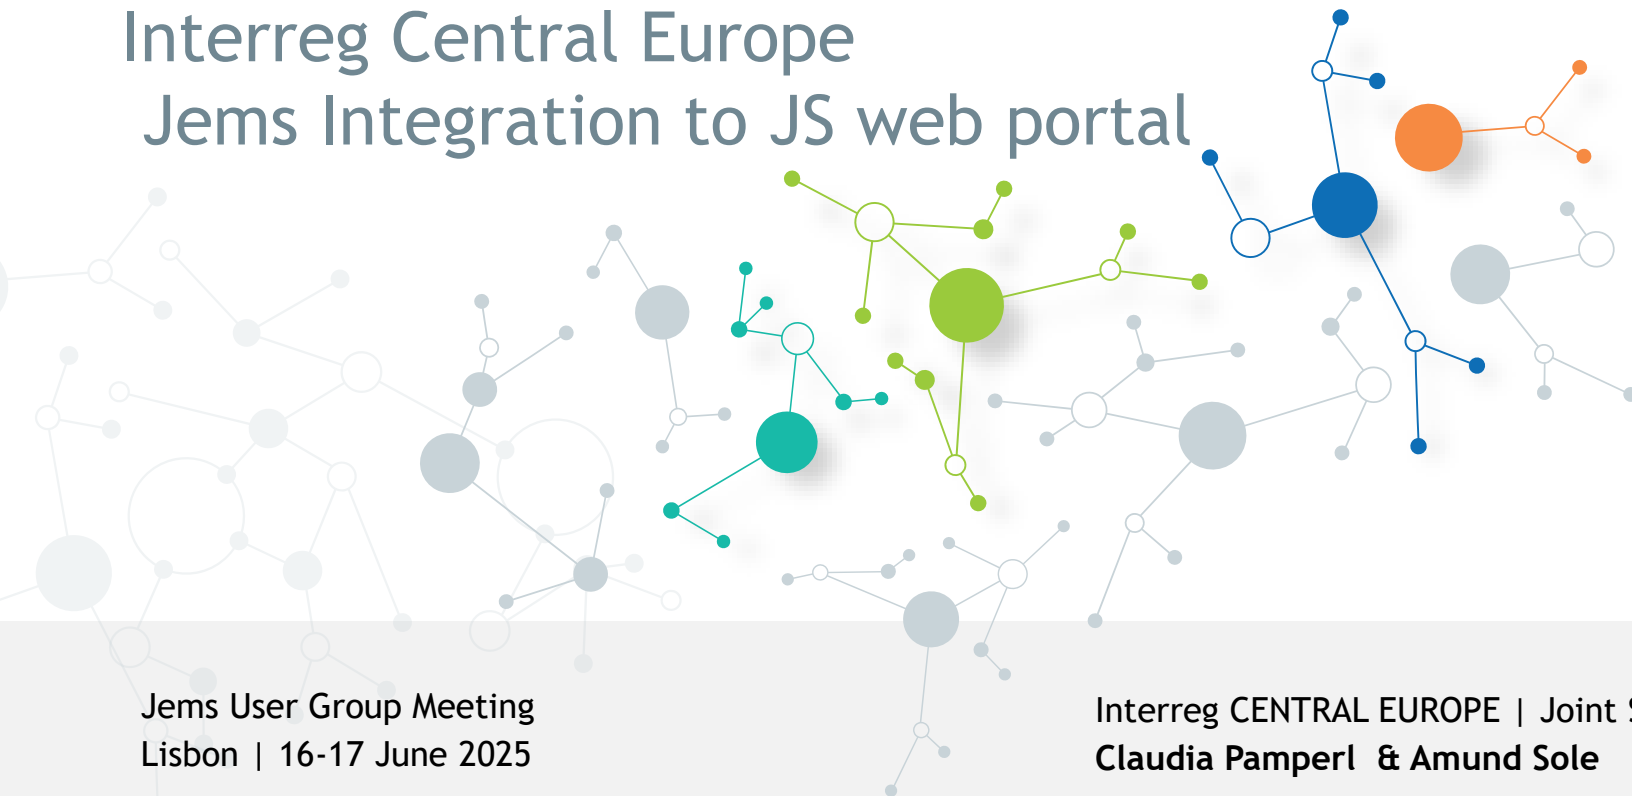 Interreg Central Europe
Jems Integration to JS web portal
Jems User Group Meeting
Lisbon | 16-17 June 2025
Interreg CENTRAL EUROPE | Joint
Claudia Pamperl & Amund Sole